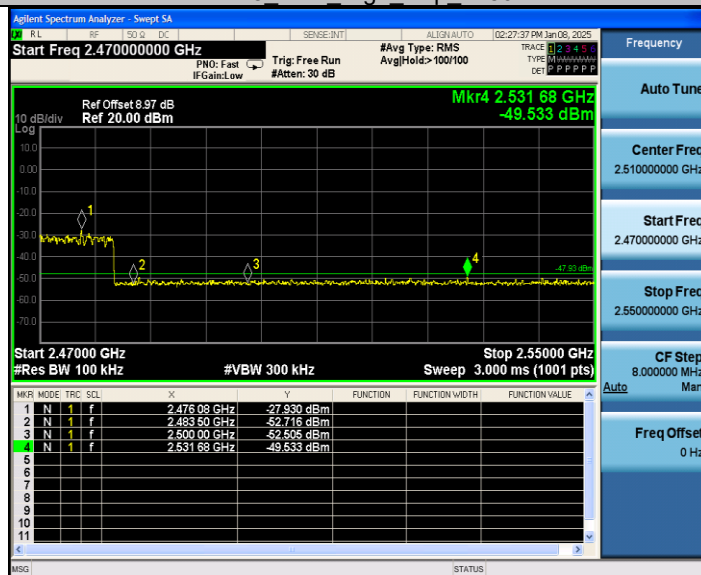 Agilent Spectrum Analyzer - Swept SA
RL RF 50 Ω DC SENSE:INT ALIGN AUTO 02:27:37 PM Jan 08, 2025
Start Freq 2.470000000 GHz
PNO: Fast
IFGain:Low
Trig: Free Run
#Atten: 30 dB
#Avg Type: RMS
Avg|Hold:>100/100
TRACE 1 2 3 4 5 6
TYPE M WWWWW
DET P P P P P P
Frequency
Auto Tune
Center Freq
2.510000000 GHz
Start Freq
2.470000000 GHz
Stop Freq
2.550000000 GHz
CF Step
8.000000 MHz
Auto Man
Freq Offset
0 Hz
Mkr4 2.531 68 GHz
-49.533 dBm
Ref Offset 8.97 dB
10 dB/div Ref 20.00 dBm
Log
10.0
0.00
-10.0
-20.0
-30.0
-40.0
-50.0
-60.0
-70.0
1
2
3
4
-47.93 dBm
Start 2.47000 GHz Stop 2.55000 GHz
#Res BW 100 kHz #VBW 300 kHz Sweep 3.000 ms (1001 pts)
MKR MODE TRC SCL X Y FUNCTION FUNCTION WIDTH FUNCTION VALUE
1 N 1 f 2.476 08 GHz -27.930 dBm
2 N 1 f 2.483 50 GHz -52.716 dBm
3 N 1 f 2.500 00 GHz -52.505 dBm
4 N 1 f 2.531 68 GHz -49.533 dBm
5
6
7
8
9
10
11
MSG STATUS